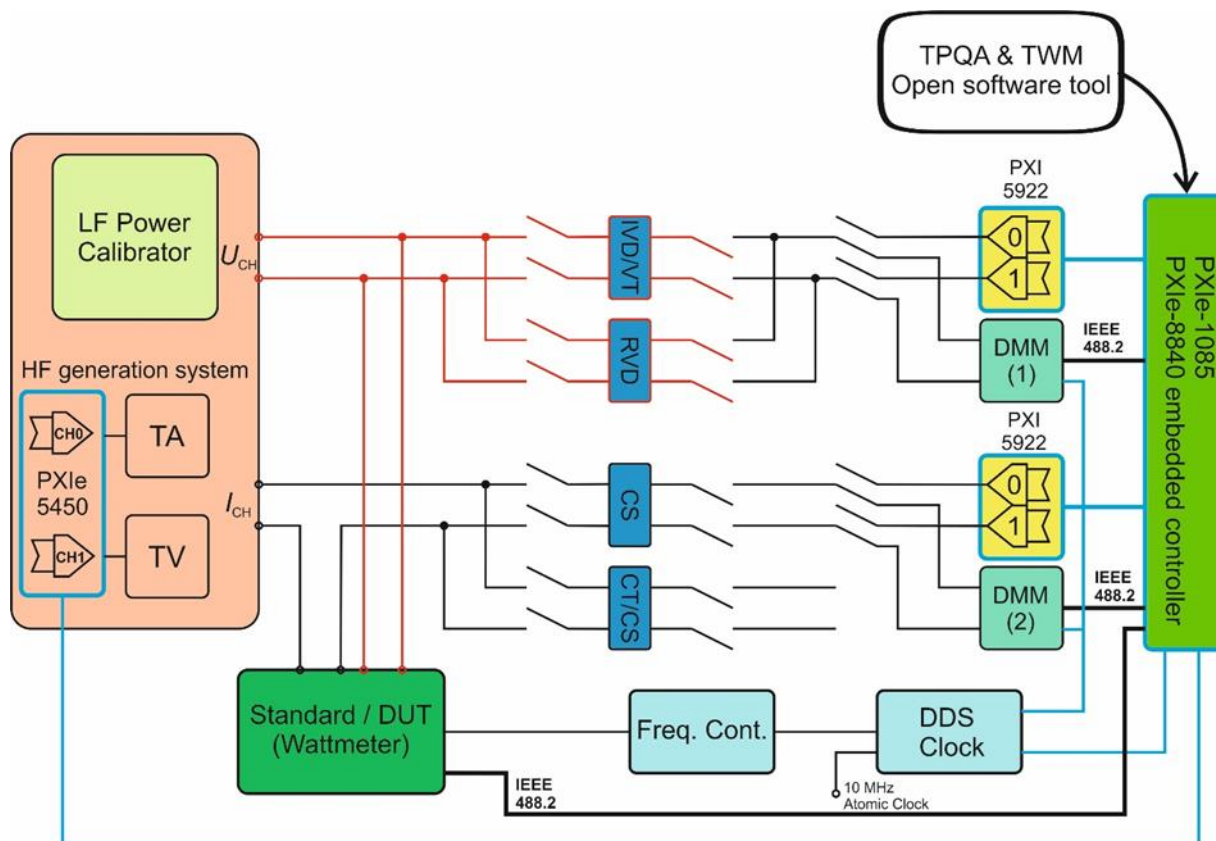 TPQA & TWM
Open software tool
LF Power
Calibrator
U
CH
HF generation system
CH0
TA
PXIe
5450
I
CH
CH1
TV
IVD/VT
RVD
CS
CT/CS
PXI
5922
0
1
DMM
(1)
IEEE
488.2
PXI
5922
0
1
DMM
(2)
IEEE
488.2
PXIe-1085
PXIe-8840 embedded controller
Standard / DUT
(Wattmeter)
Freq. Cont.
DDS
Clock
10 MHz
Atomic Clock
IEEE
488.2